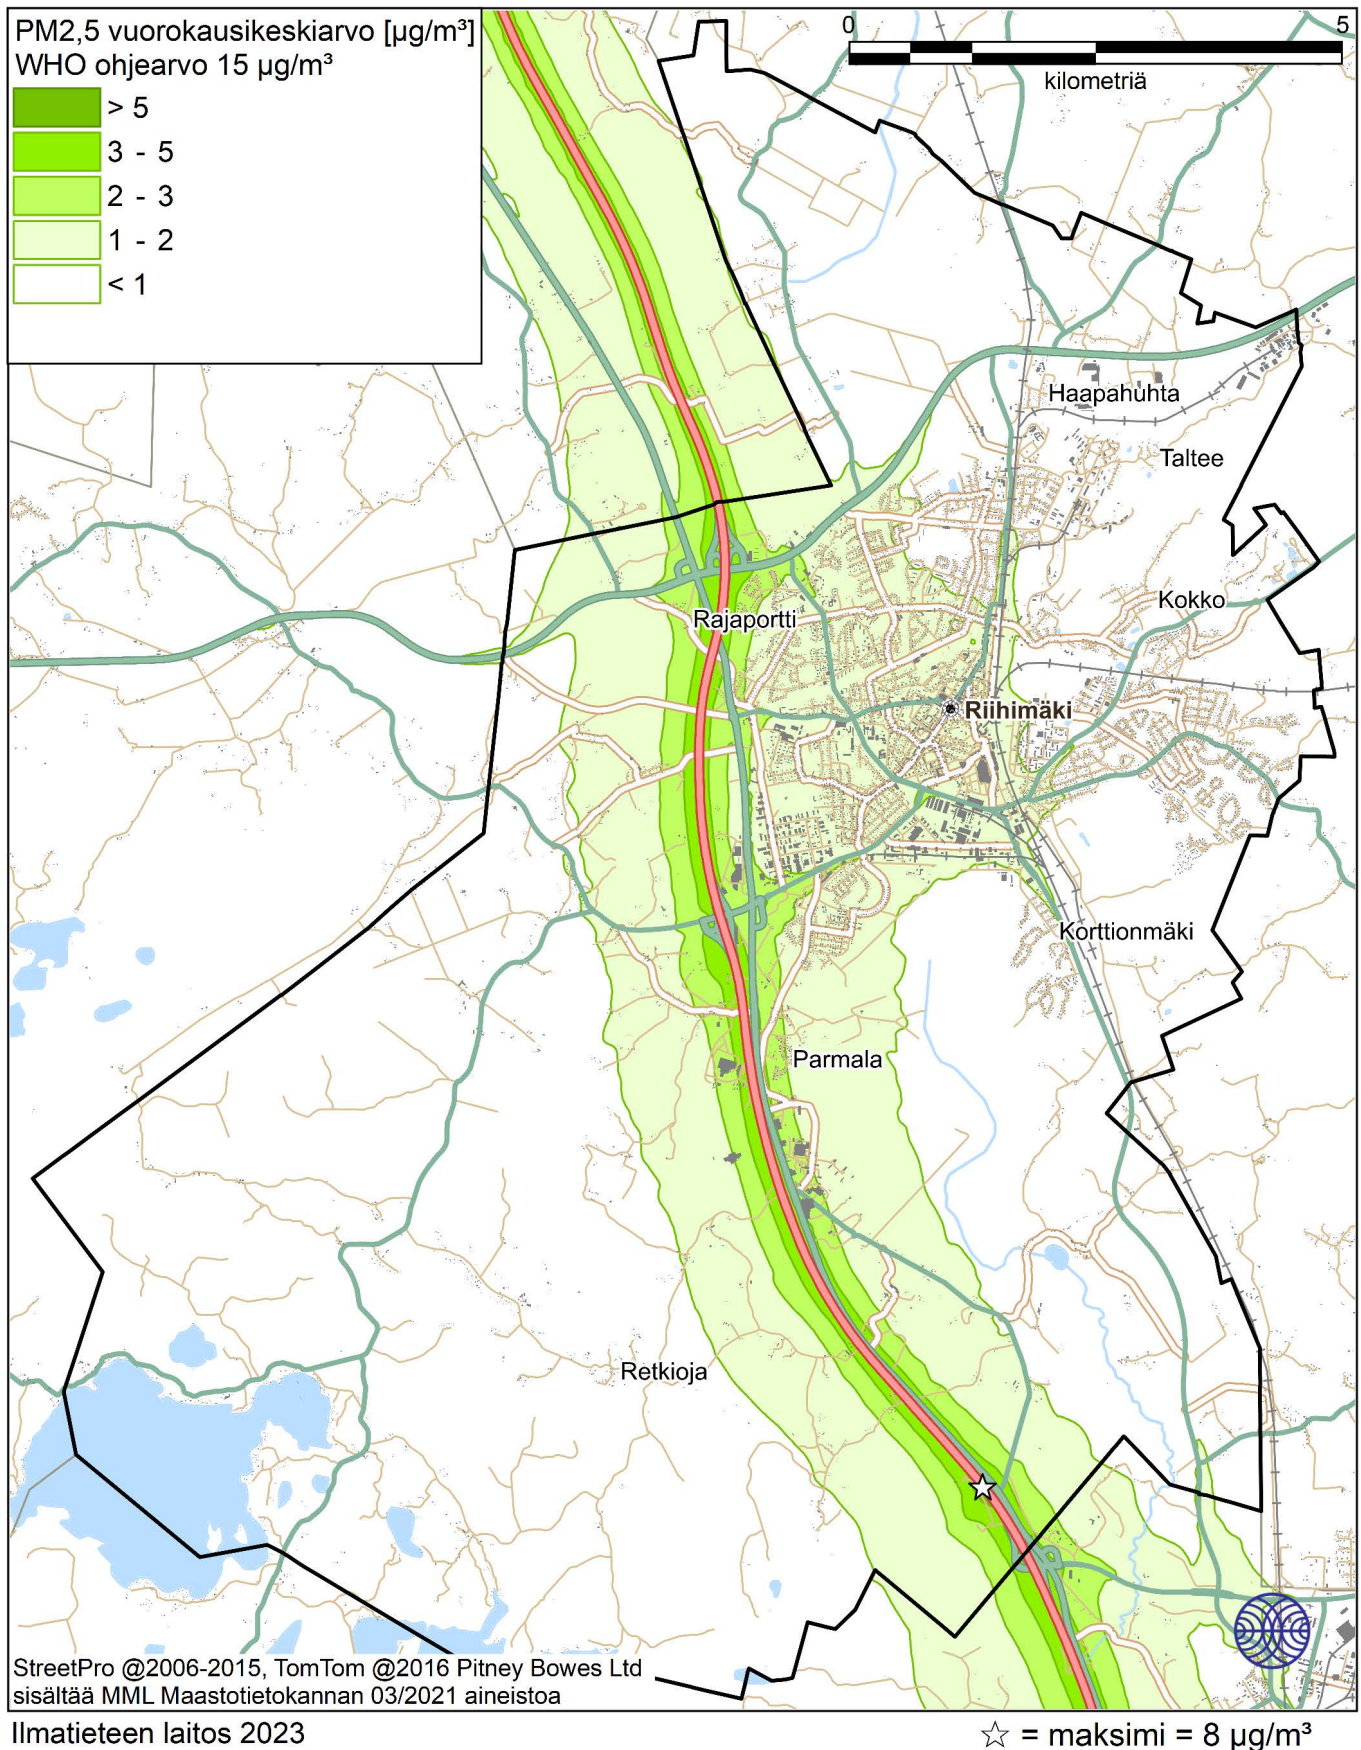 PM2,5 vuorokausikeskiarvo [µg/m³]
WHO ohjearvo 15 µg/m³
> 5
3 - 5
2 - 3
1 - 2
< 1
0 5
kilometriä
Haapahuhta
Taltee
Kokko
Rajaportti
Riihimäki
Korttionmäki
Parmala
Retkioja
StreetPro @2006-2015, TomTom @2016 Pitney Bowes Ltd
sisältää MML Maastotietokannan 03/2021 aineistoa
Ilmatieteen laitos 2023
☆ = maksimi = 8 µg/m³